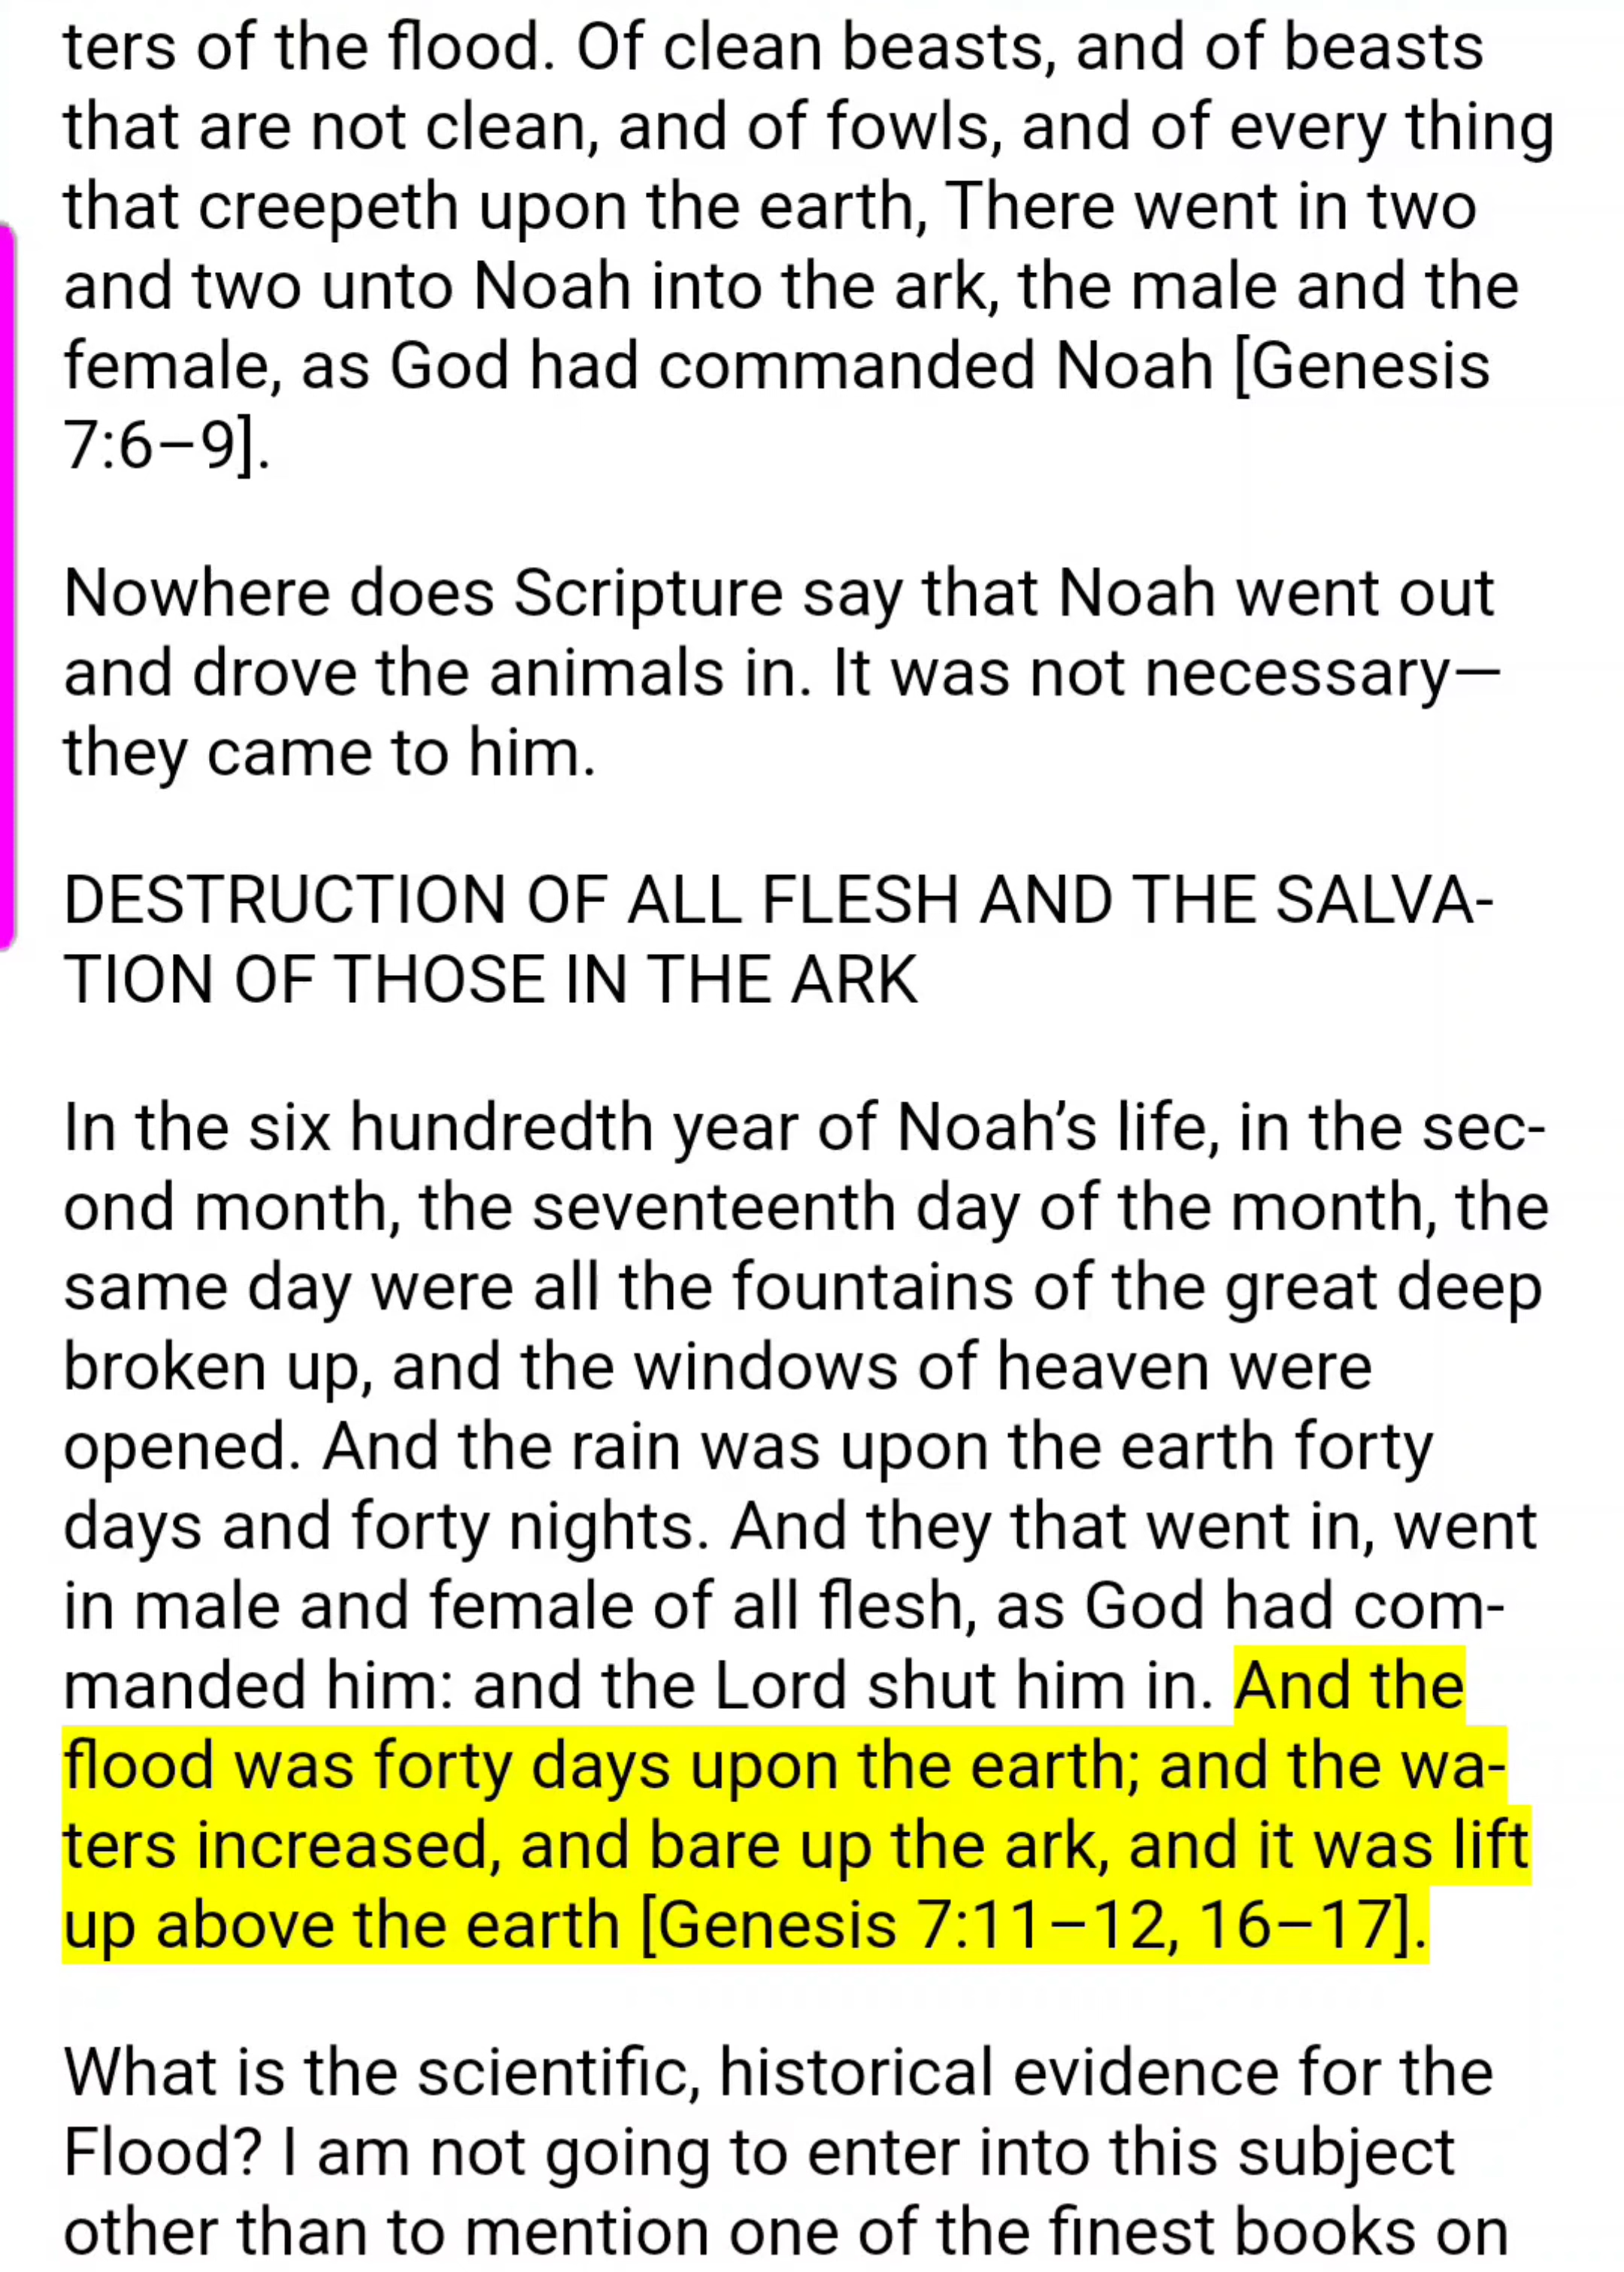 ters of the flood. Of clean beasts, and of beasts
that are not clean, and of fowls, and of every thing
that creepeth upon the earth, There went in two
and two unto Noah into the ark, the male and the
female, as God had commanded Noah [Genesis
7:6–9].
Nowhere does Scripture say that Noah went out
and drove the animals in. It was not necessary—
they came to him.
DESTRUCTION OF ALL FLESH AND THE SALVA-
TION OF THOSE IN THE ARK
In the six hundredth year of Noah’s life, in the sec-
ond month, the seventeenth day of the month, the
same day were all the fountains of the great deep
broken up, and the windows of heaven were
opened. And the rain was upon the earth forty
days and forty nights. And they that went in, went
in male and female of all flesh, as God had com-
manded him: and the Lord shut him in. And the
flood was forty days upon the earth; and the wa-
ters increased, and bare up the ark, and it was lift
up above the earth [Genesis 7:11–12, 16–17].
What is the scientific, historical evidence for the
Flood? I am not going to enter into this subject
other than to mention one of the finest books on